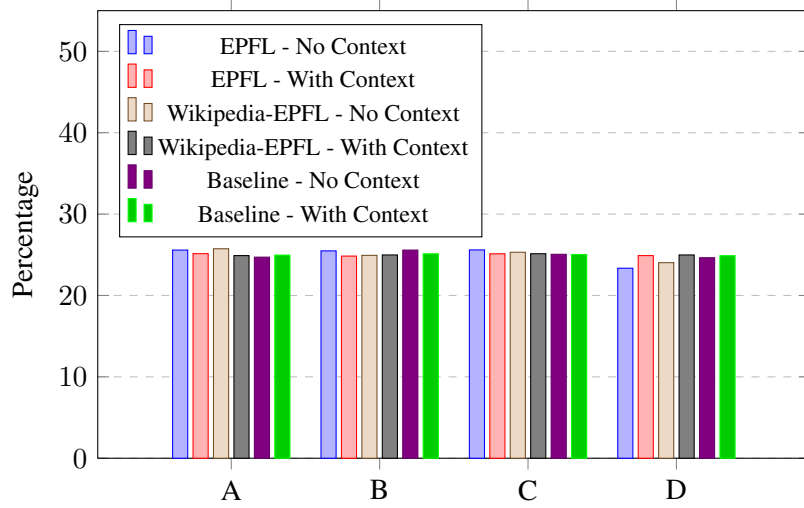 50
40
30
20
10
0
Percentage
EPFL - No Context
EPFL - With Context
Wikipedia-EPFL - No Context
Wikipedia-EPFL - With Context
Baseline - No Context
Baseline - With Context
A B C D